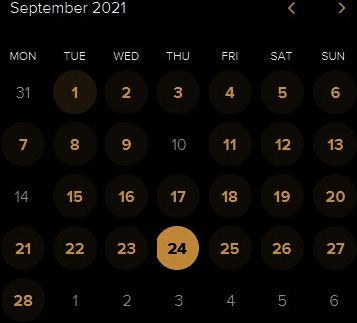 September 2021
MON TUE WED THU FRI SAT SUN
31 1 2 3 4 5 6
7 8 9 10 11 12 13
14 15 16 17 18 19 20
21 22 23 24 25 26 27
28 1 2 3 4 5 6